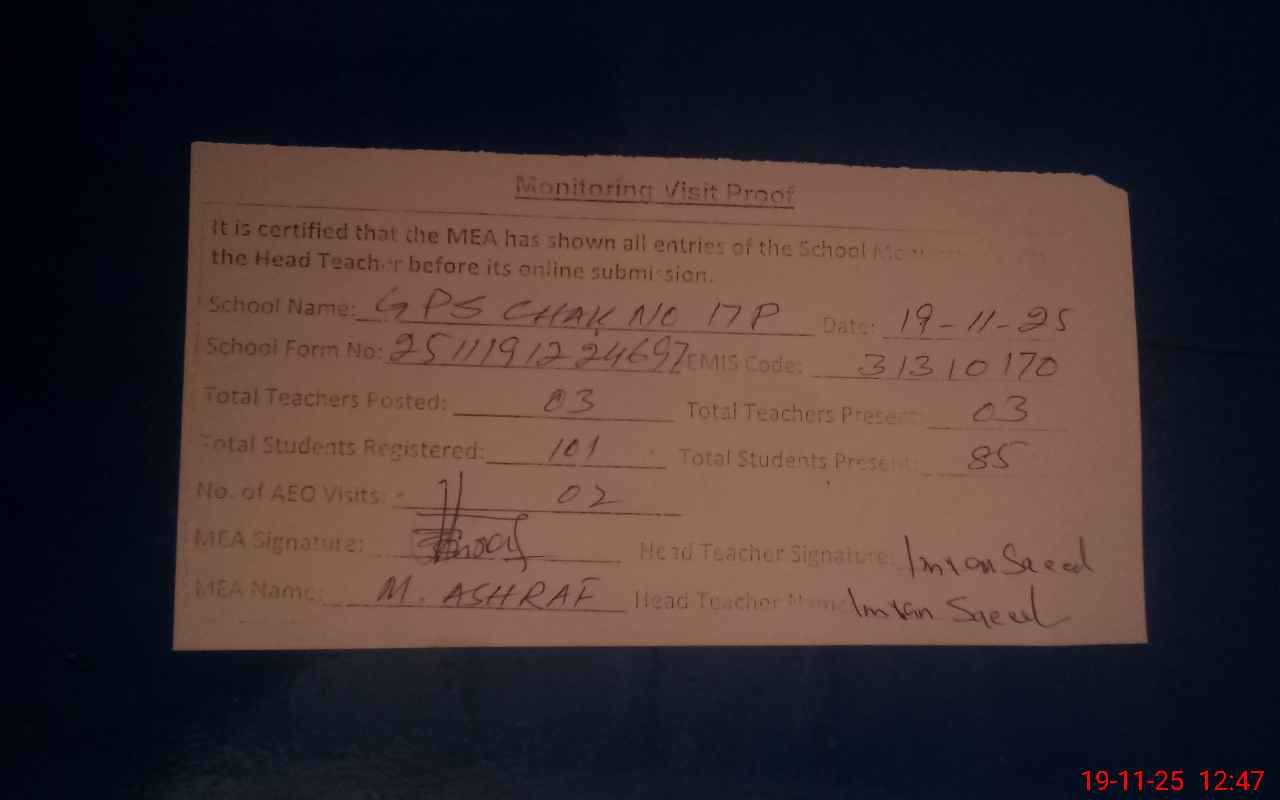 Monitoring Visit Proof
It is certified that the MEA has shown all entries of the School
the Head Teacher before its online submission.
School Name: GPS CHAK NO 17P Date: 19-11-25
School Form No: 2511191224697 EMIS Code: 31310170
Total Teachers Posted: 03 Total Teachers Present: 03
Total Students Registered: 101 Total Students Present: 85
No. of AEO Visits: 02
MEA Signature: Head Teacher Signature: Imran Saeed
MEA Name: M. ASHRAF Head Teacher Name Imran Saeed
19-11-25 12:47